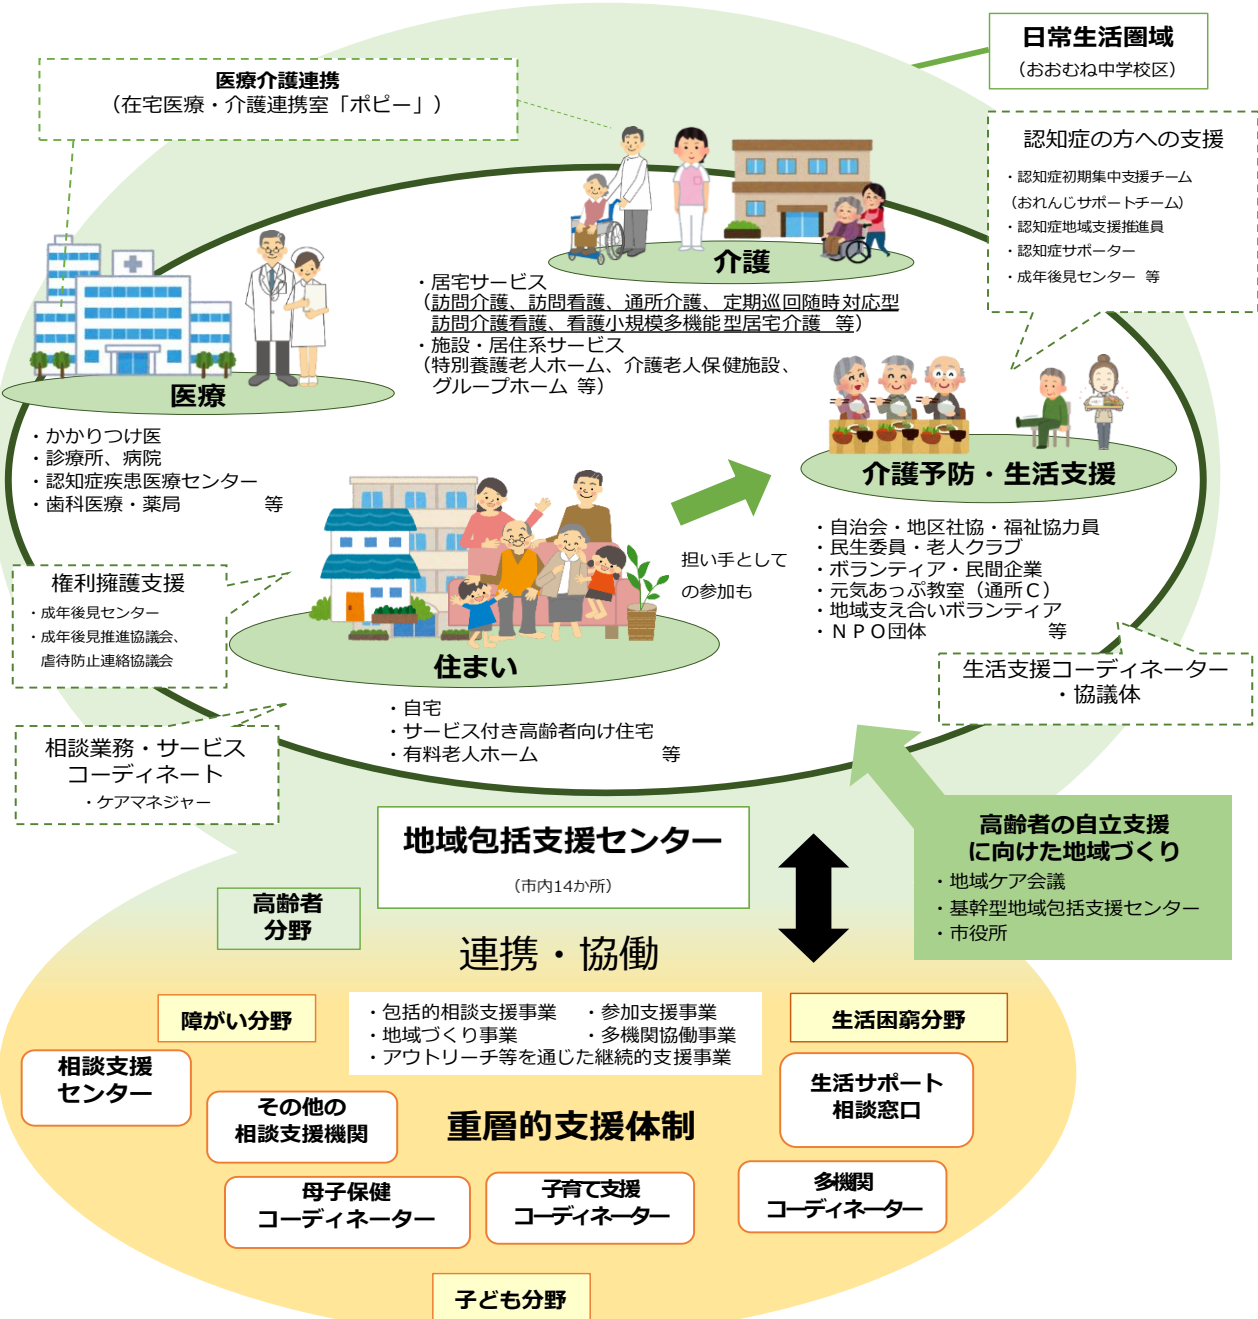 日常生活圏域
（おおむね中学校区）
医療介護連携
（在宅医療・介護連携室「ポピー」）
認知症の方への支援
・認知症初期集中支援チーム
（おれんじサポートチーム）
・認知症地域支援推進員
・認知症サポーター
・成年後見センター 等
介護
・居宅サービス
（訪問介護、訪問看護、通所介護、定期巡回随時対応型
訪問介護看護、看護小規模多機能型居宅介護 等）
・施設・居住系サービス
（特別養護老人ホーム、介護老人保健施設、
グループホーム 等）
医療
・かかりつけ医
・診療所、病院
・認知症疾患医療センター
・歯科医療・薬局 等
介護予防・生活支援
・自治会・地区社協・福祉協力員
・民生委員・老人クラブ
・ボランティア・民間企業
・元気あっぷ教室（通所Ｃ）
・地域支え合いボランティア
・ＮＰＯ団体 等
担い手として
の参加も
権利擁護支援
・成年後見センター
・成年後見推進協議会、
虐待防止連絡協議会
住まい
・自宅
・サービス付き高齢者向け住宅
・有料老人ホーム 等
生活支援コーディネーター
・協議体
相談業務・サービス
コーディネート
・ケアマネジャー
地域包括支援センター
（市内14か所）
高齢者の自立支援
に向けた地域づくり
・地域ケア会議
・基幹型地域包括支援センター
・市役所
高齢者
分野
連携・協働
障がい分野
・包括的相談支援事業 ・参加支援事業
・地域づくり事業 ・多機関協働事業
・アウトリーチ等を通じた継続的支援事業
生活困窮分野
相談支援
センター
その他の
相談支援機関
重層的支援体制
生活サポート
相談窓口
母子保健
コーディネーター
子育て支援
コーディネーター
多機関
コーディネーター
子ども分野